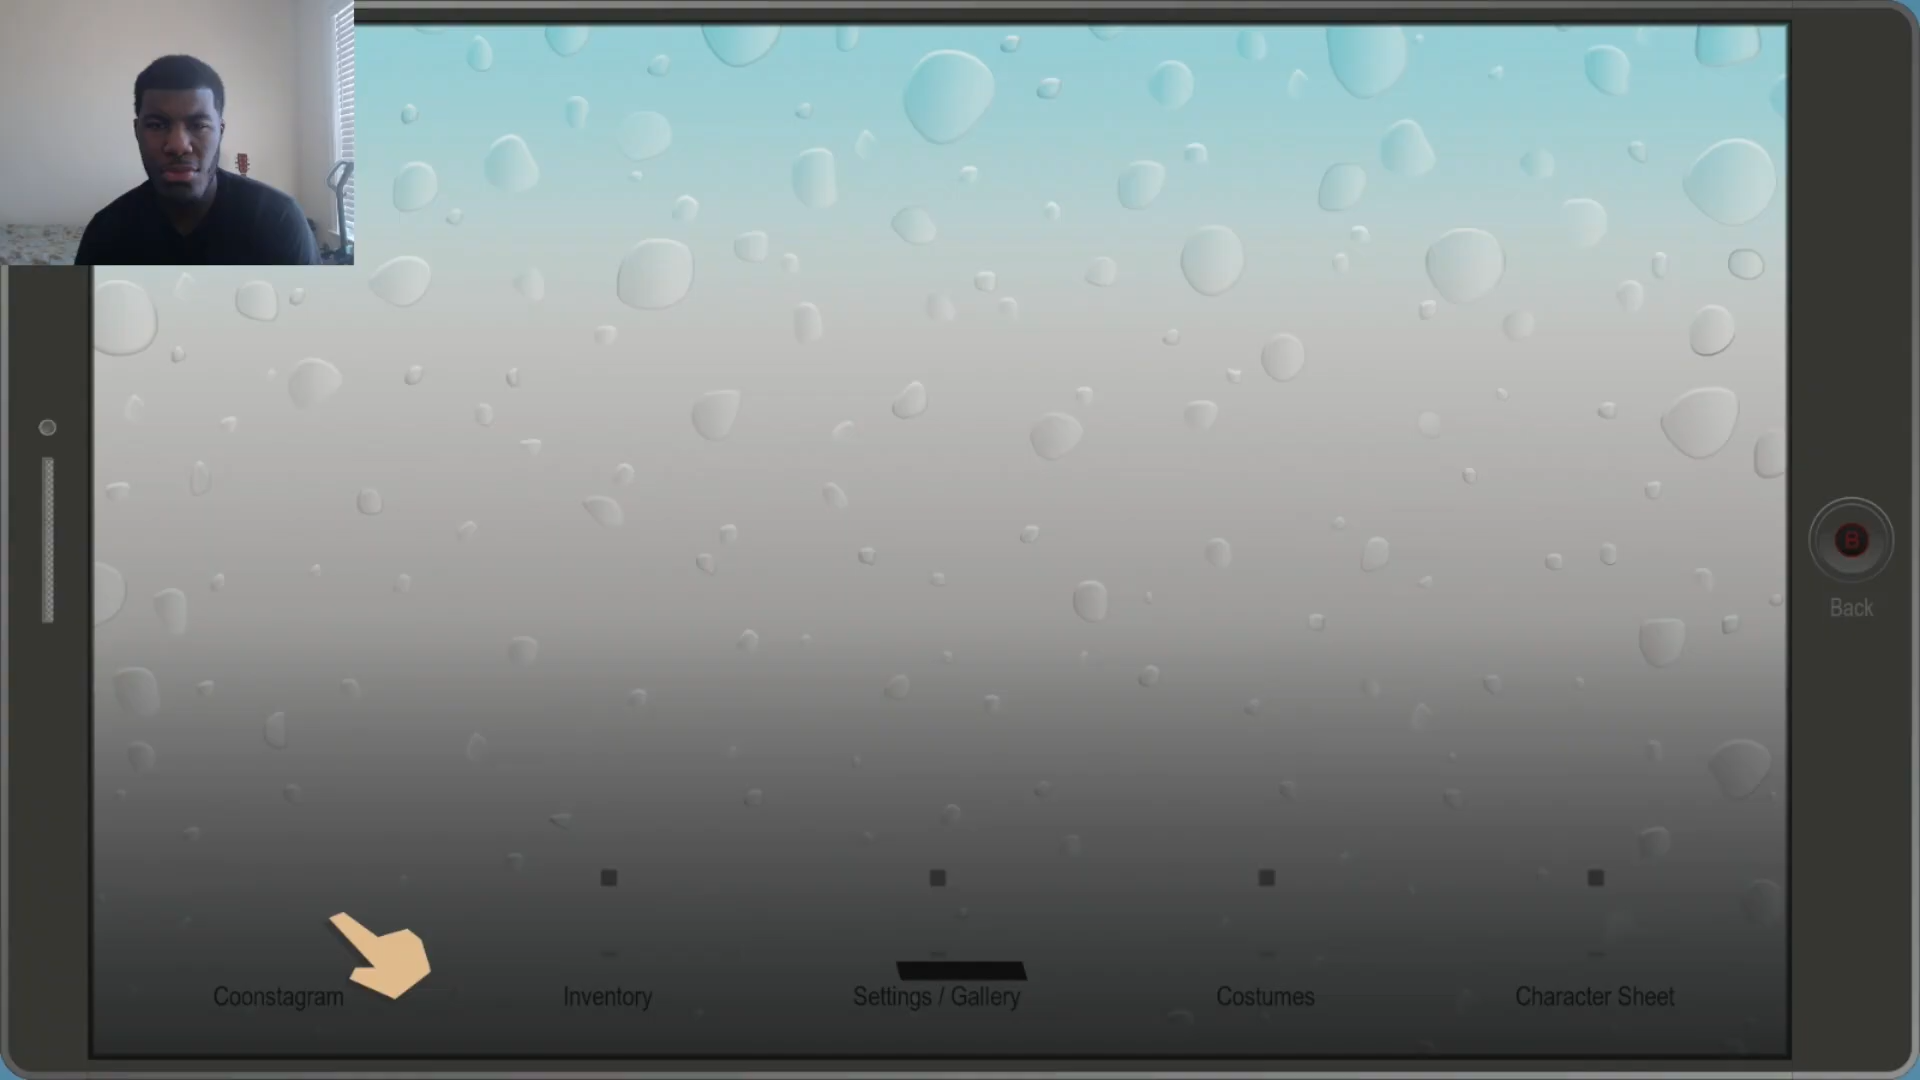 B
Back
Coonstagram
Inventory
Settings / Gallery
Costumes
Character Sheet